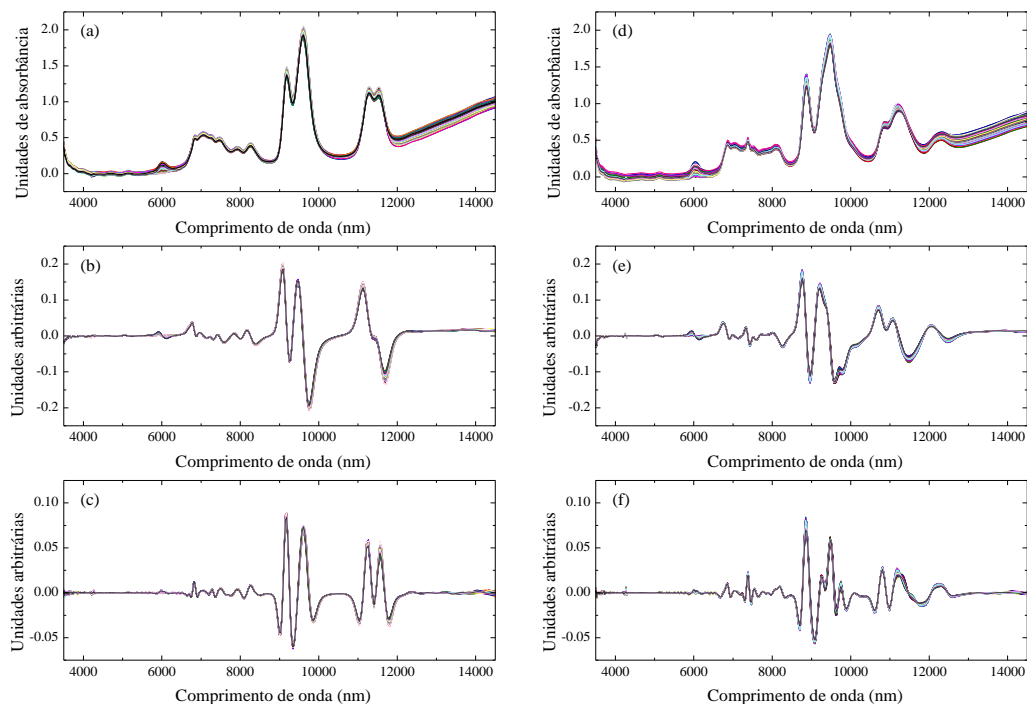 (a)
Unidades de absorbância
2.0
1.5
1.0
0.5
0.0
4000 6000 8000 10000 12000 14000
Comprimento de onda (nm)
(d)
Unidades de absorbância
2.0
1.5
1.0
0.5
0.0
4000 6000 8000 10000 12000 14000
Comprimento de onda (nm)
(b)
Unidades arbitrárias
0.2
0.1
0.0
-0.1
-0.2
4000 6000 8000 10000 12000 14000
Comprimento de onda (nm)
(e)
Unidades arbitrárias
0.2
0.1
0.0
-0.1
-0.2
4000 6000 8000 10000 12000 14000
Comprimento de onda (nm)
(c)
Unidades arbitrárias
0.10
0.05
0.00
-0.05
4000 6000 8000 10000 12000 14000
Comprimento de onda (nm)
(f)
Unidades arbitrárias
0.10
0.05
0.00
-0.05
4000 6000 8000 10000 12000 14000
Comprimento de onda (nm)